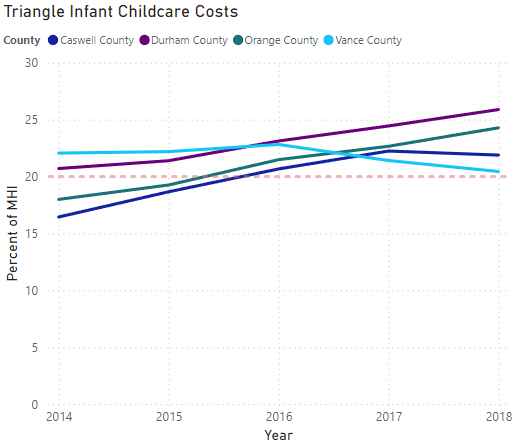 Triangle Infant Childcare Costs
County Caswell County Durham County Orange County Vance County
30
25
20
15
10
5
0
Percent of MHI
2014 2015 2016 2017 2018
Year